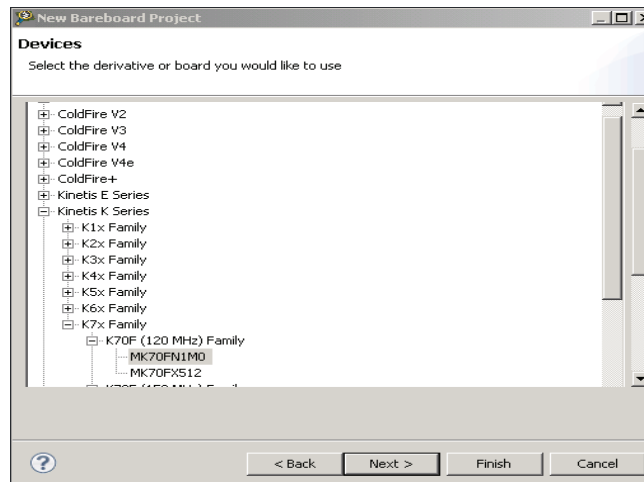 New Bareboard Project
Devices
Select the derivative or board you would like to use
ColdFire V2
ColdFire V3
ColdFire V4
ColdFire V4e
ColdFire+
Kinetis E Series
Kinetis K Series
K1x Family
K2x Family
K3x Family
K4x Family
K5x Family
K6x Family
K7x Family
K70F (120 MHz) Family
MK70FN1M0
MK70FX512
< Back
Next >
Finish
Cancel